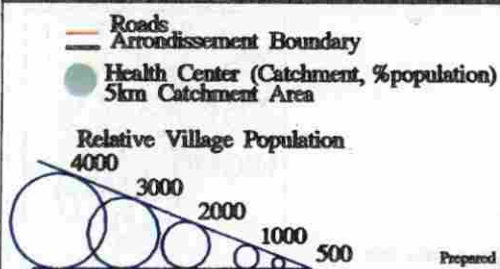 Roads
Arrondissement Boundary
Health Center (Catchment, %population)
5km Catchment Area
Relative Village Population
4000
3000
2000
1000
500
Prepared